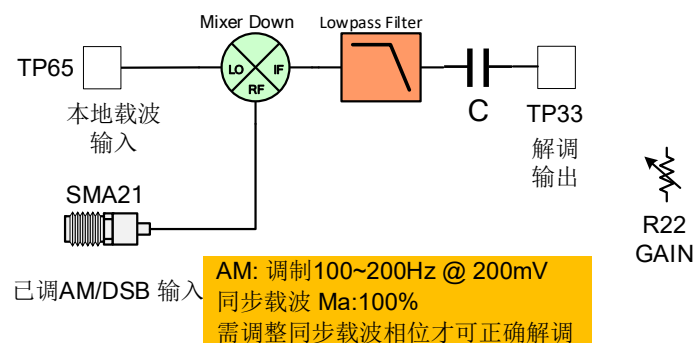 Mixer Down
Lowpass Filter
TP65
LO
IF
RF
本地载波
输入
C
TP33
解调
输出
SMA21
R22
GAIN
已调AM/DSB 输入
AM: 调制100~200Hz @ 200mV
同步载波 Ma:100%
需调整同步载波相位才可正确解调